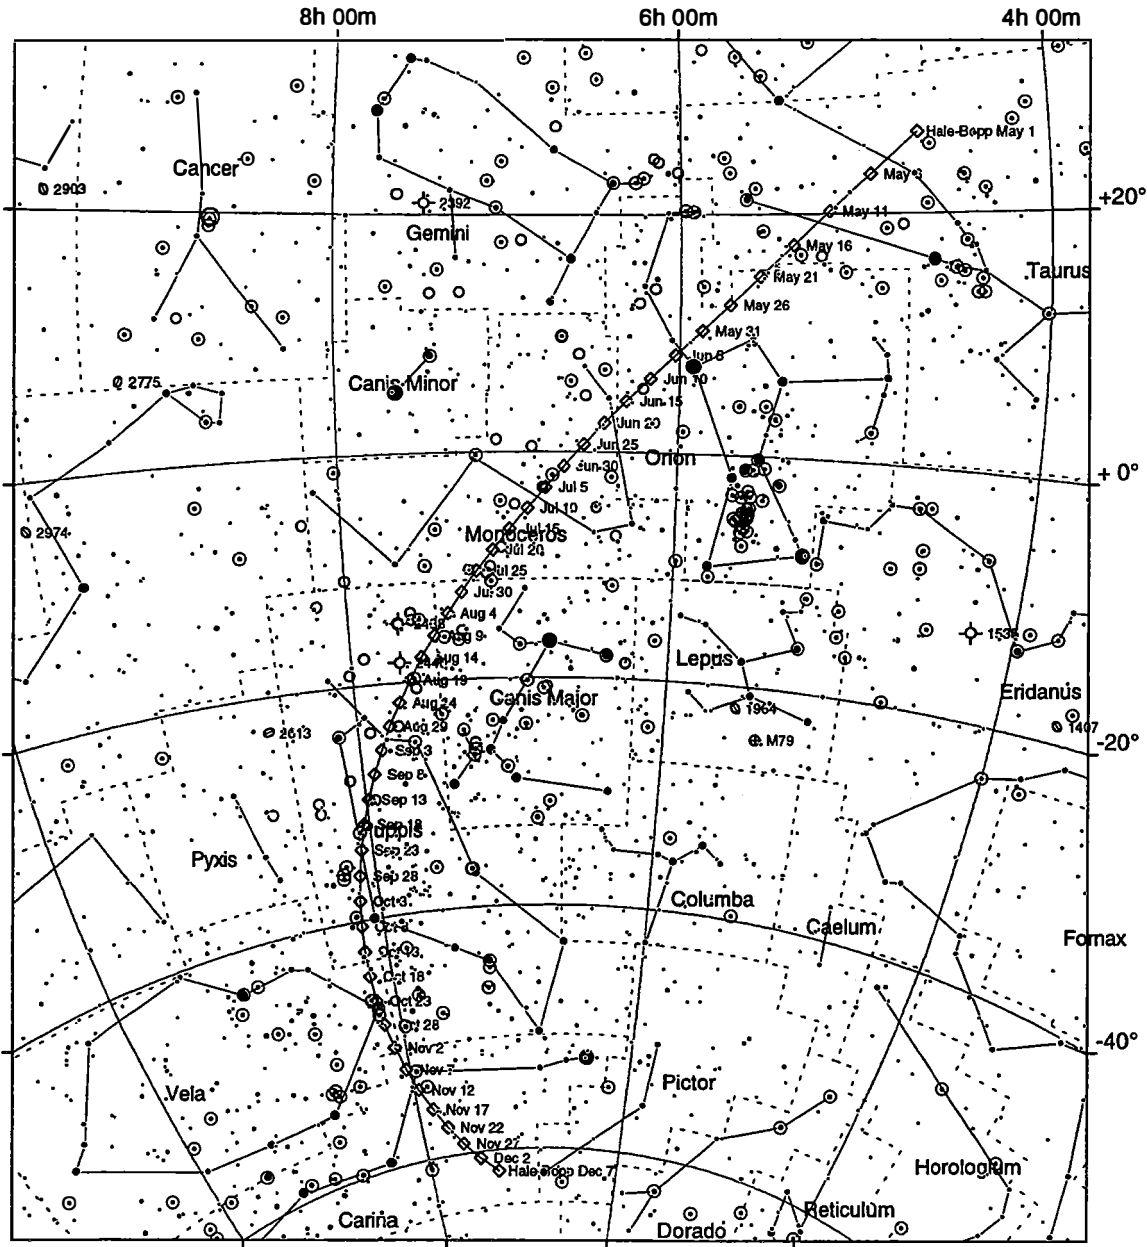 8h 00m 6h 00m 4h 00m
Hale-Bopp May 1
Cancer
May 6
2903
2392
+20°
May 11
Gemini
May 16
Taurus
May 21
May 26
May 31
Jun 5
2775
Canis Minor
Jun 10
Jun 15
Jun 20
Jun 25
Orion
Jun 30
+ 0°
Jul 5
Jul 10
2974
Jul 15
Monoceros
Jul 20
Jul 25
Jul 30
Aug 4
2438
Aug 9
1535
Aug 14
Lepus
Aug 19
Eridanus
Canis Major
Aug 24
1964
1407
Aug 29
2613
M79
-20°
Sep 3
Sep 8
Sep 13
Sep 18
Puppis
Sep 23
Pyxis
Sep 28
Oct 3
Columba
Oct 8
Caelum
Fornax
Oct 13
Oct 18
Oct 23
Oct 28
-40°
Nov 2
Nov 7
Pictor
Vela
Nov 12
Nov 17
Nov 22
Nov 27
Dec 2
Horologium
Hale-Bopp Dec 7
Reticulum
Carina
Dorado